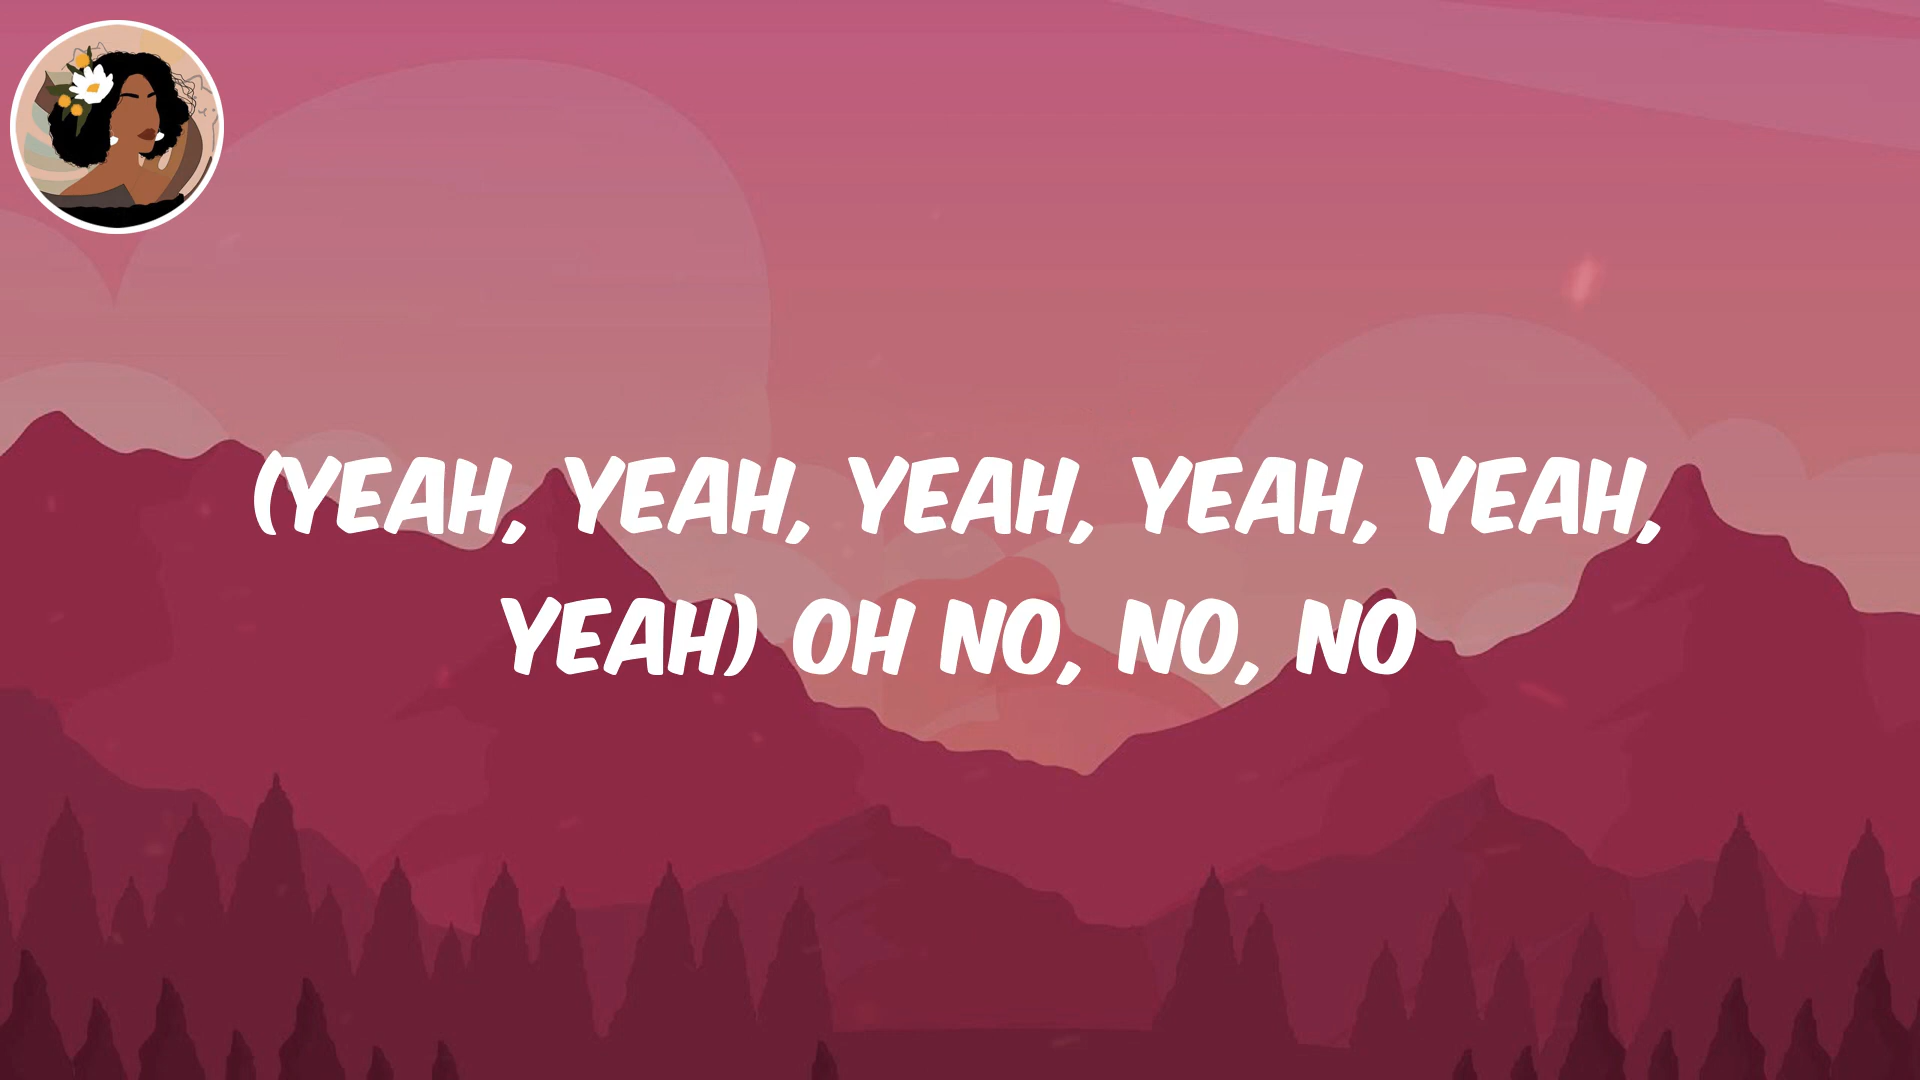 (YEAH, YEAH, YEAH, YEAH, YEAH,
YEAH) OH NO, NO, NO